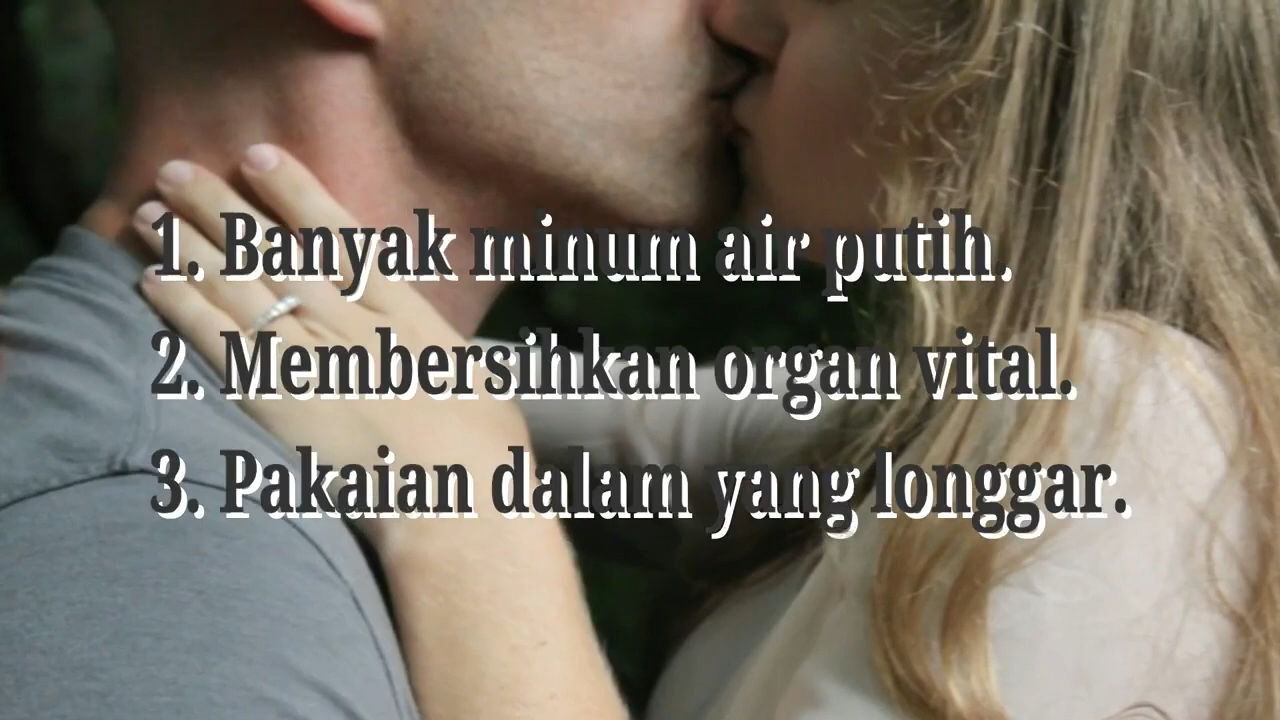 1. Banyak minum air putih.
2. Membersihkan organ vital.
3. Pakaian dalam yang longgar.